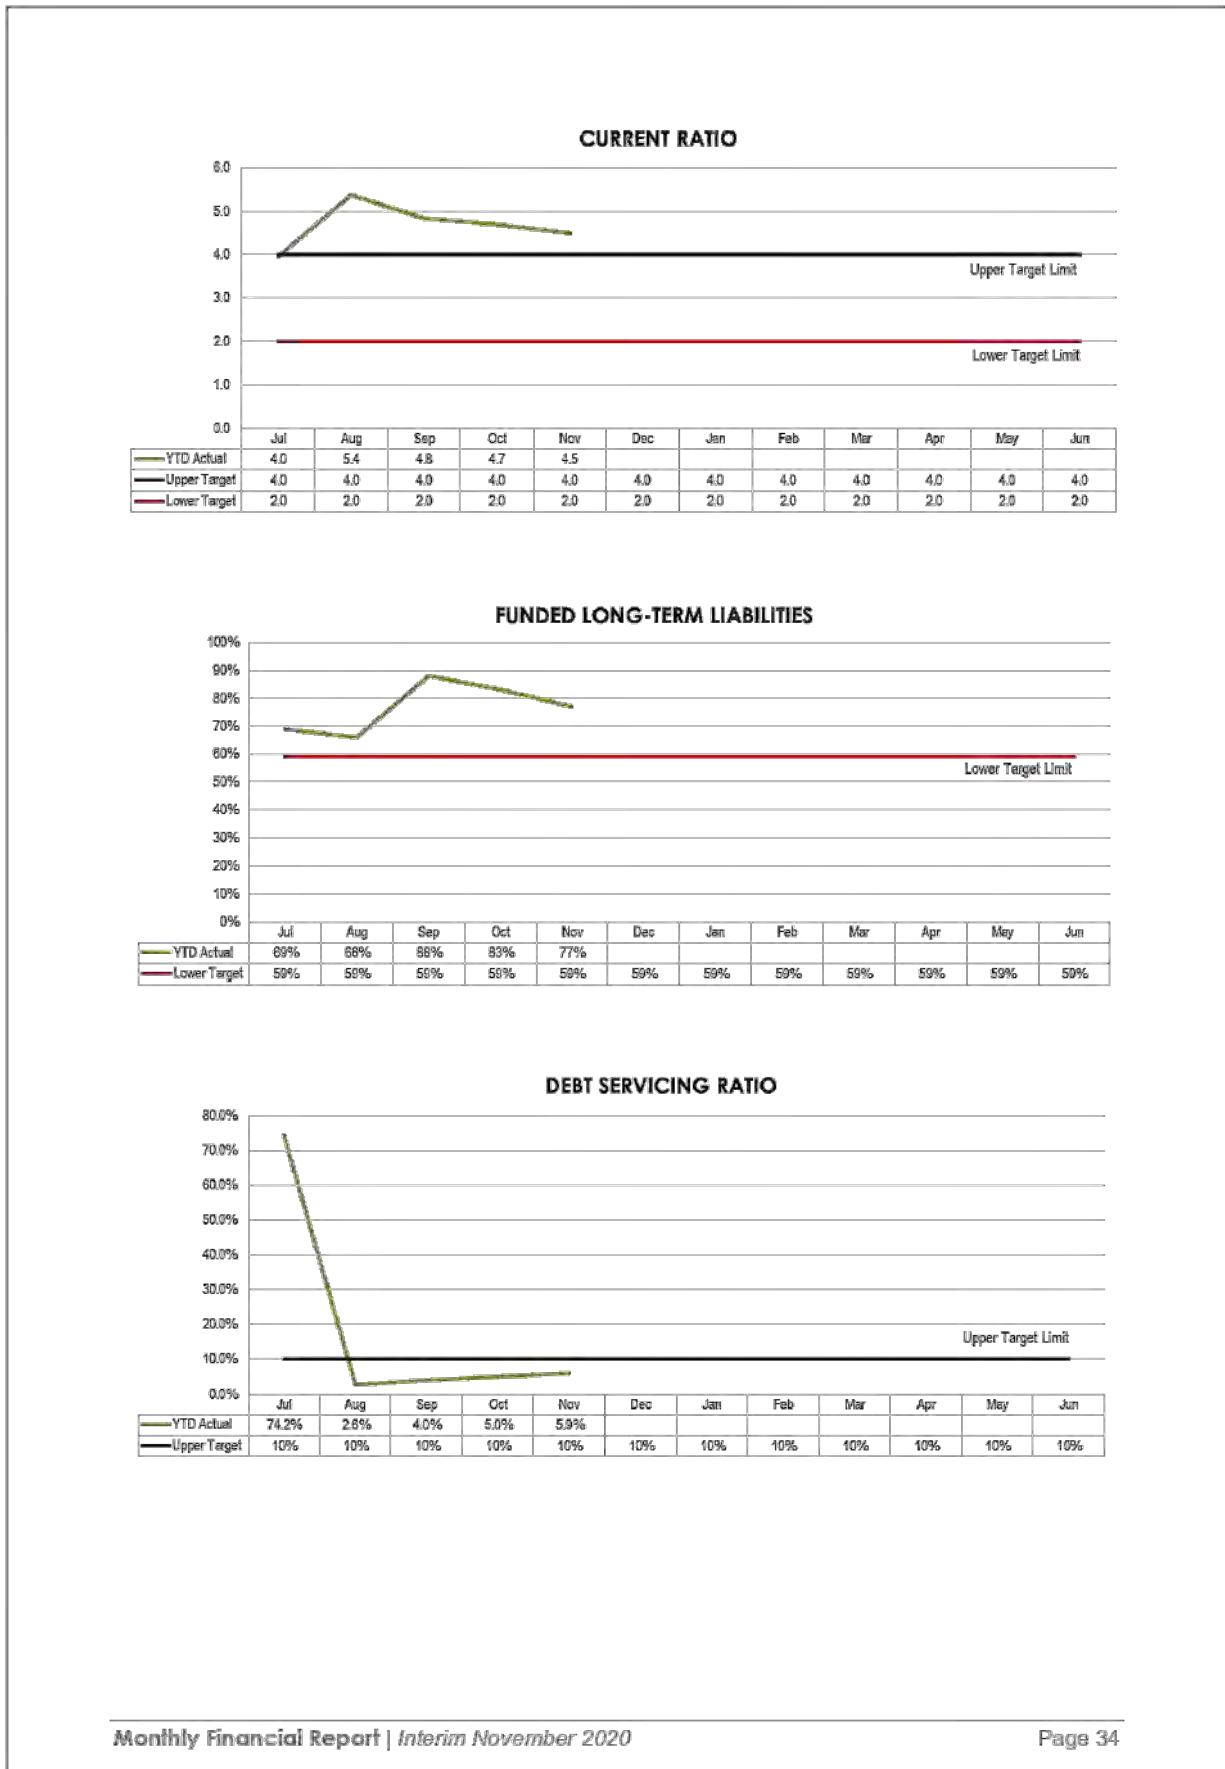 CURRENT RATIO
6.0
5.0
4.0
Upper Target Limit
3.0
2.0
Lower Target Limit
1.0
0.0
Jul Aug Sep Oct Nov Dec Jan Feb Mar Apr May Jun
YTD Actual 4.0 5.4 4.8 4.7 4.5
Upper Target 4.0 4.0 4.0 4.0 4.0 4.0 4.0 4.0 4.0 4.0 4.0 4.0
Lower Target 2.0 2.0 2.0 2.0 2.0 2.0 2.0 2.0 2.0 2.0 2.0 2.0
FUNDED LONG-TERM LIABILITIES
100%
90%
80%
70%
60%
Lower Target Limit
50%
40%
30%
20%
10%
0%
Jul Aug Sep Oct Nov Dec Jan Feb Mar Apr May Jun
YTD Actual 69% 66% 88% 83% 77%
Lower Target 59% 59% 59% 59% 59% 59% 59% 59% 59% 59% 59% 59%
DEBT SERVICING RATIO
80.0%
70.0%
60.0%
50.0%
40.0%
30.0%
20.0%
Upper Target Limit
10.0%
0.0%
Jul Aug Sep Oct Nov Dec Jan Feb Mar Apr May Jun
YTD Actual 74.2% 2.6% 4.0% 5.0% 5.9%
Upper Target 10% 10% 10% 10% 10% 10% 10% 10% 10% 10% 10% 10%
Monthly Financial Report | Interim November 2020 Page 34